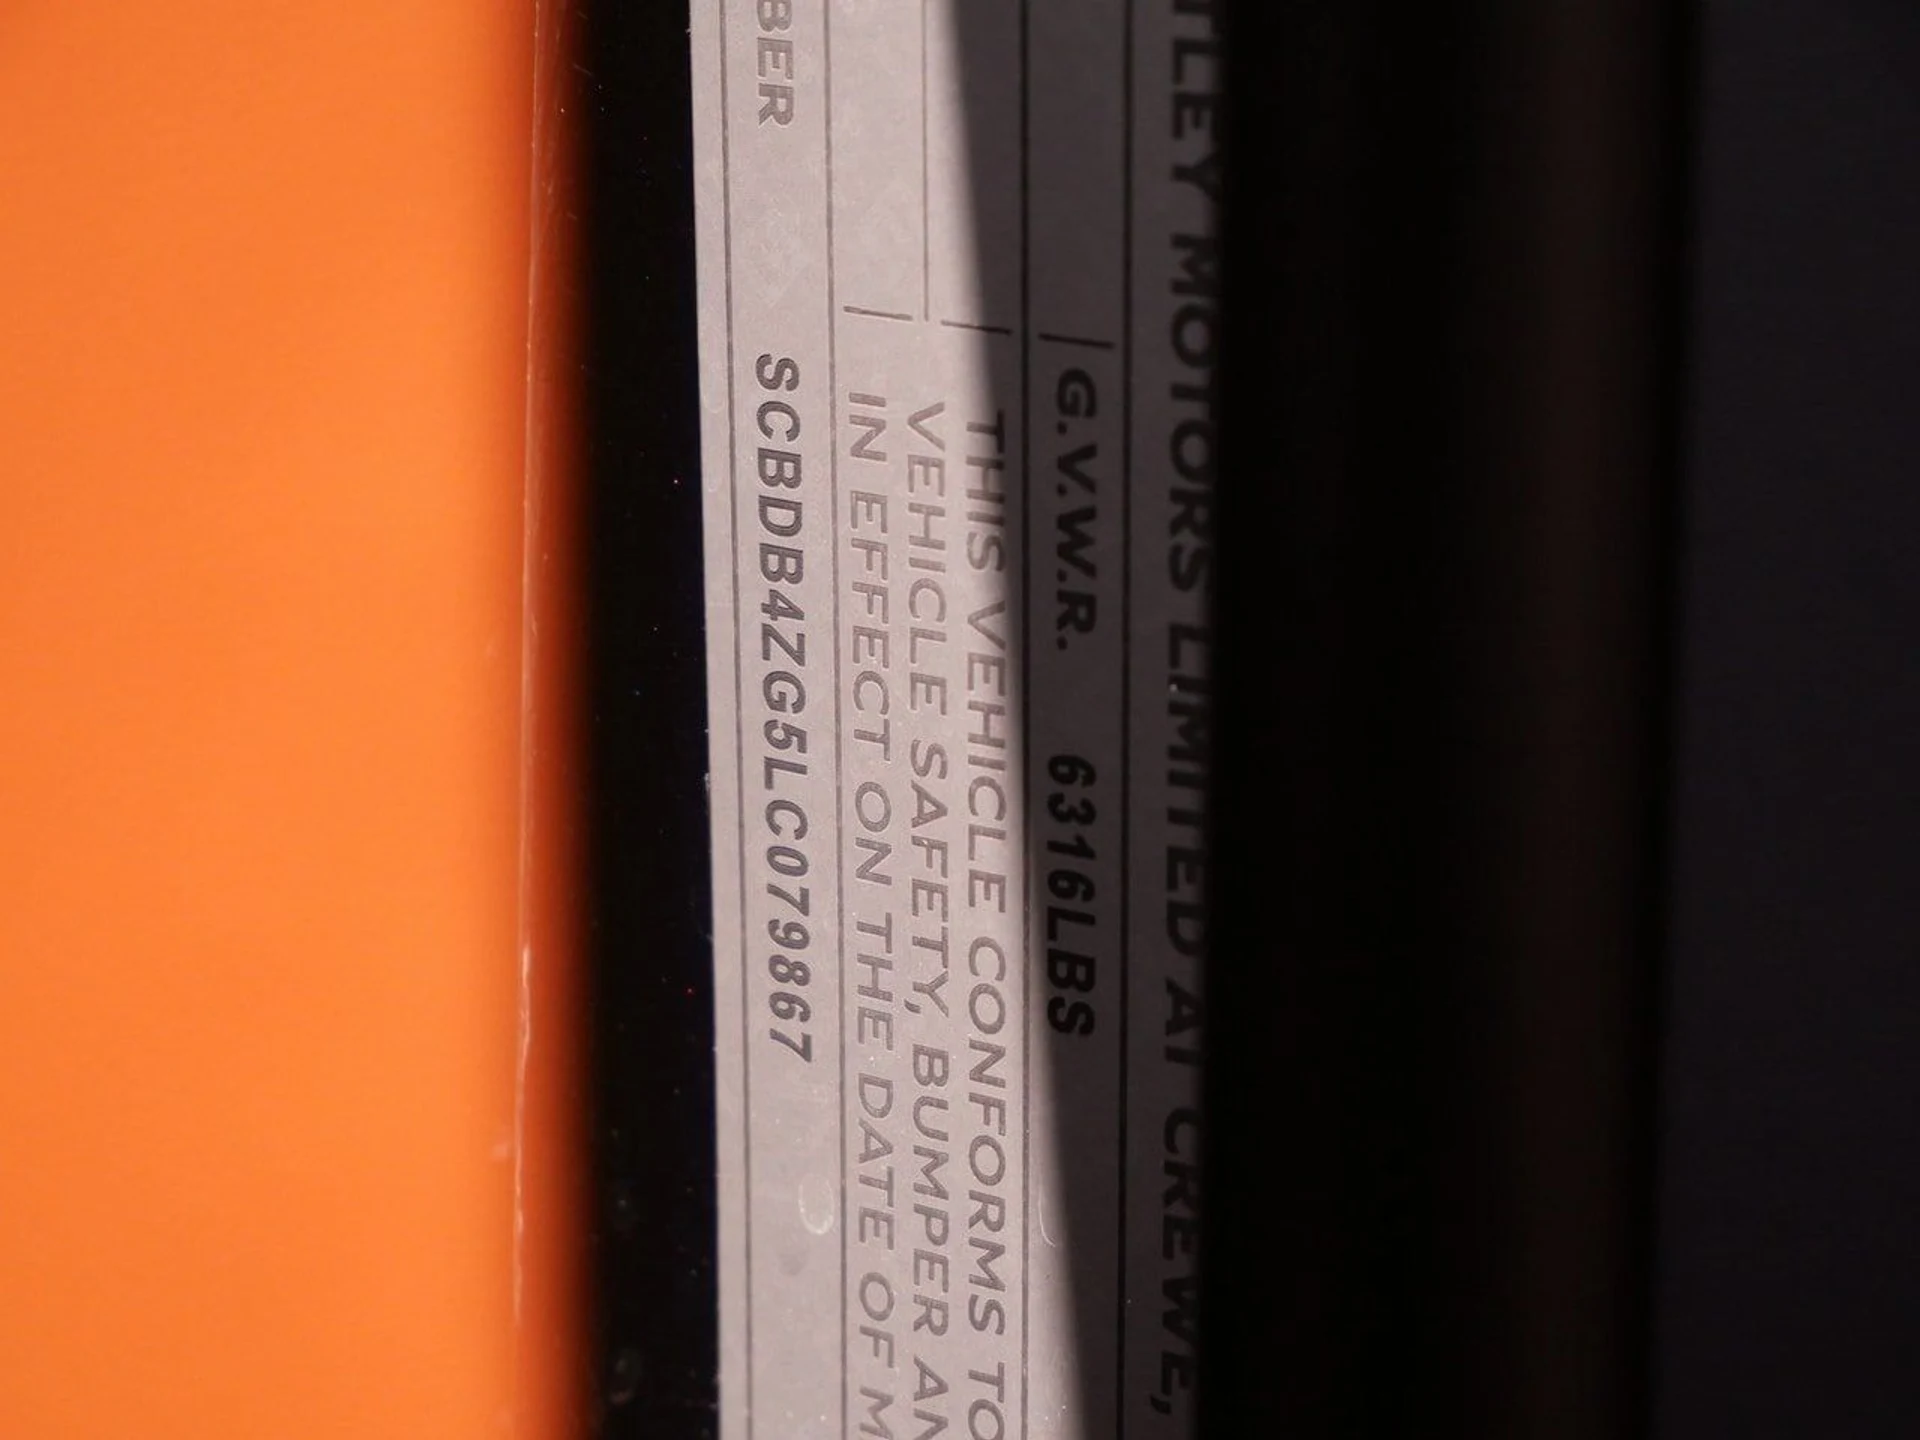 TLEY MOTORS LIMITED AT CREWE,
G.V.W.R. 6316LBS
THIS VEHICLE CONFORMS TO
VEHICLE SAFETY, BUMPER AN
IN EFFECT ON THE DATE OF M
BER SCBDB4ZG5LC079867